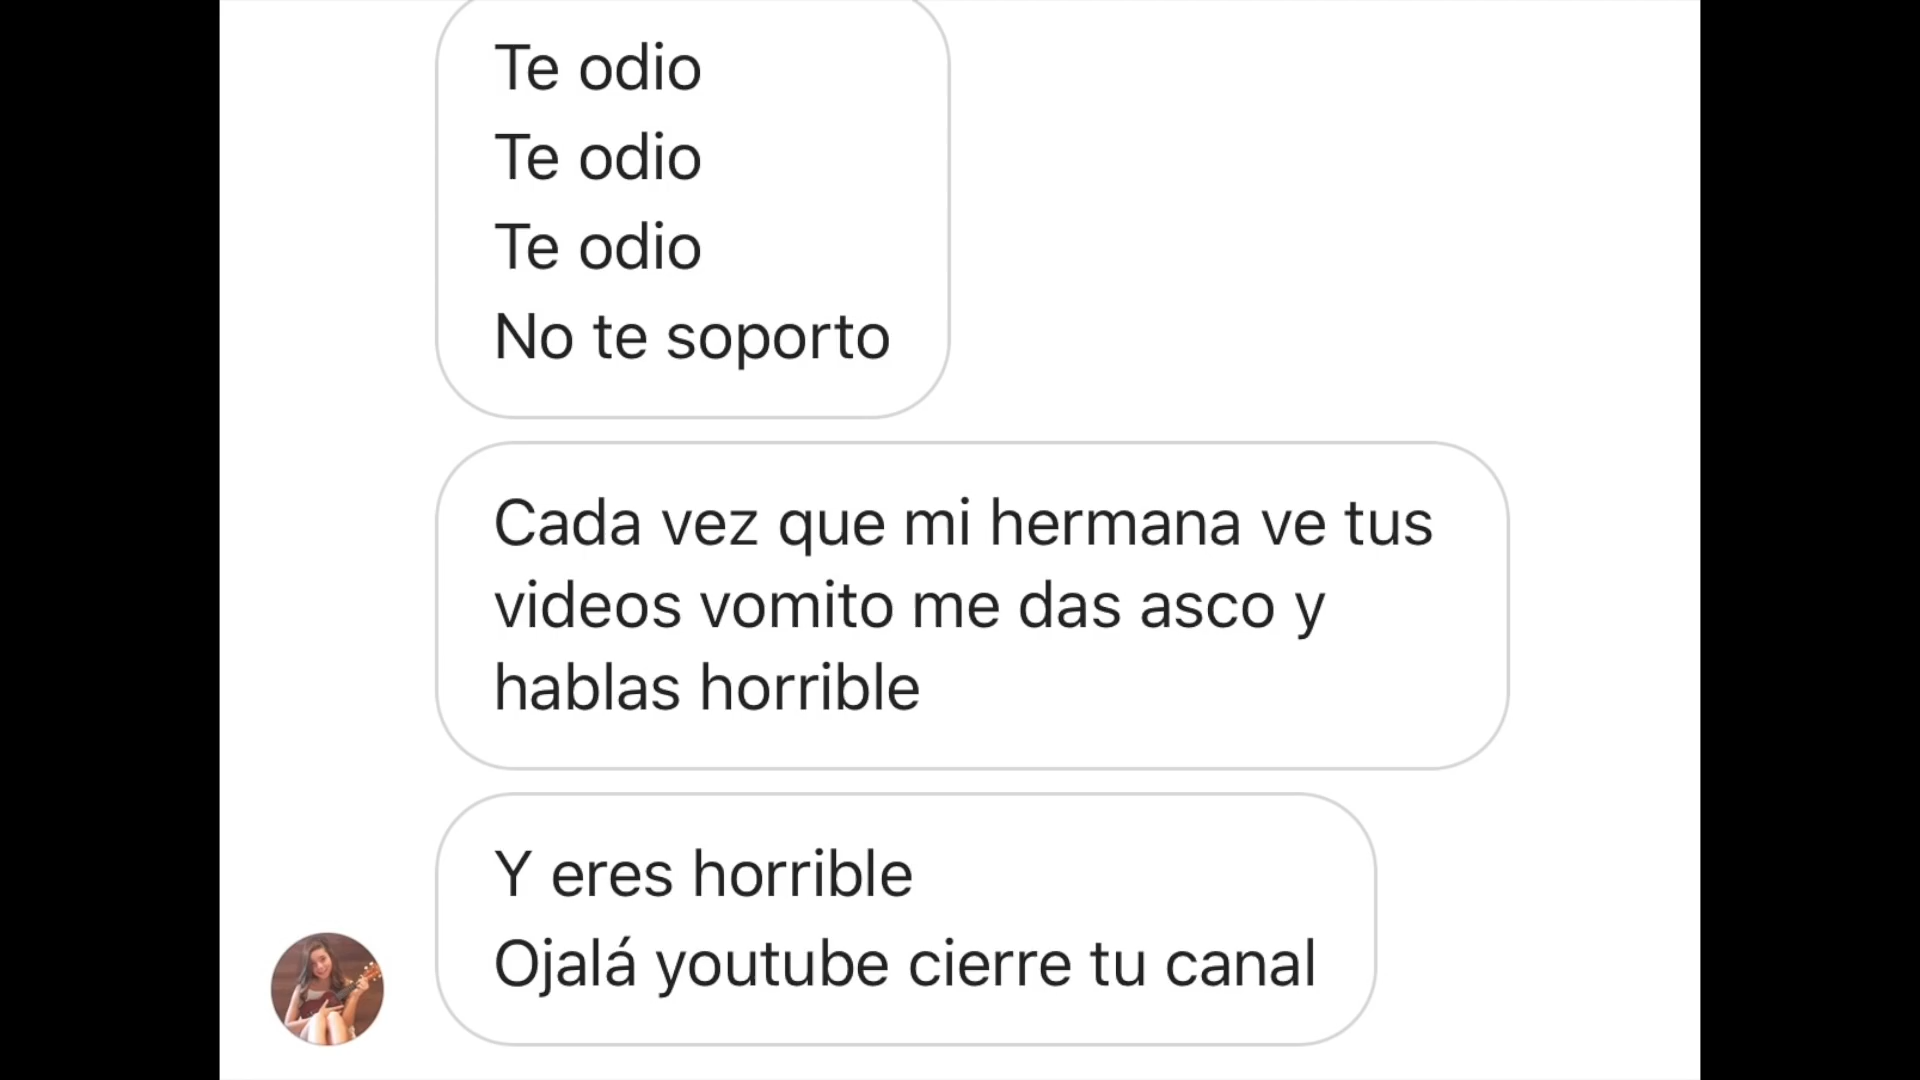 Te odio
Te odio
Te odio
No te soporto
Cada vez que mi hermana ve tus
videos vomito me das asco y
hablas horrible
Y eres horrible
Ojalá youtube cierre tu canal